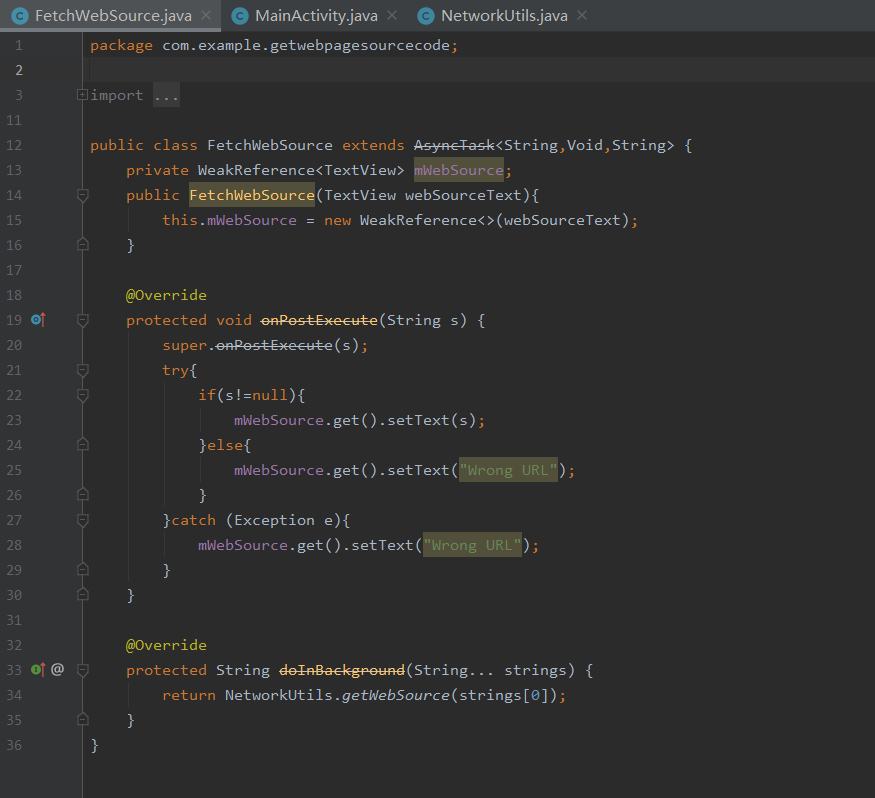 FetchWebSource.java MainActivity.java NetworkUtils.java
1 package com.example.getwebpagesourcecode;
2
3 import ...
11
12 public class FetchWebSource extends AsyncTask<String,Void,String> {
13 private WeakReference<TextView> mWebSource;
14 public FetchWebSource(TextView webSourceText){
15 this.mWebSource = new WeakReference<>(webSourceText);
16 }
17
18 @Override
19 protected void onPostExecute(String s) {
20 super.onPostExecute(s);
21 try{
22 if(s!=null){
23 mWebSource.get().setText(s);
24 }else{
25 mWebSource.get().setText("Wrong URL");
26 }
27 }catch (Exception e){
28 mWebSource.get().setText("Wrong URL");
29 }
30 }
31
32 @Override
33 @ protected String doInBackground(String... strings) {
34 return NetworkUtils.getWebSource(strings[0]);
35 }
36 }